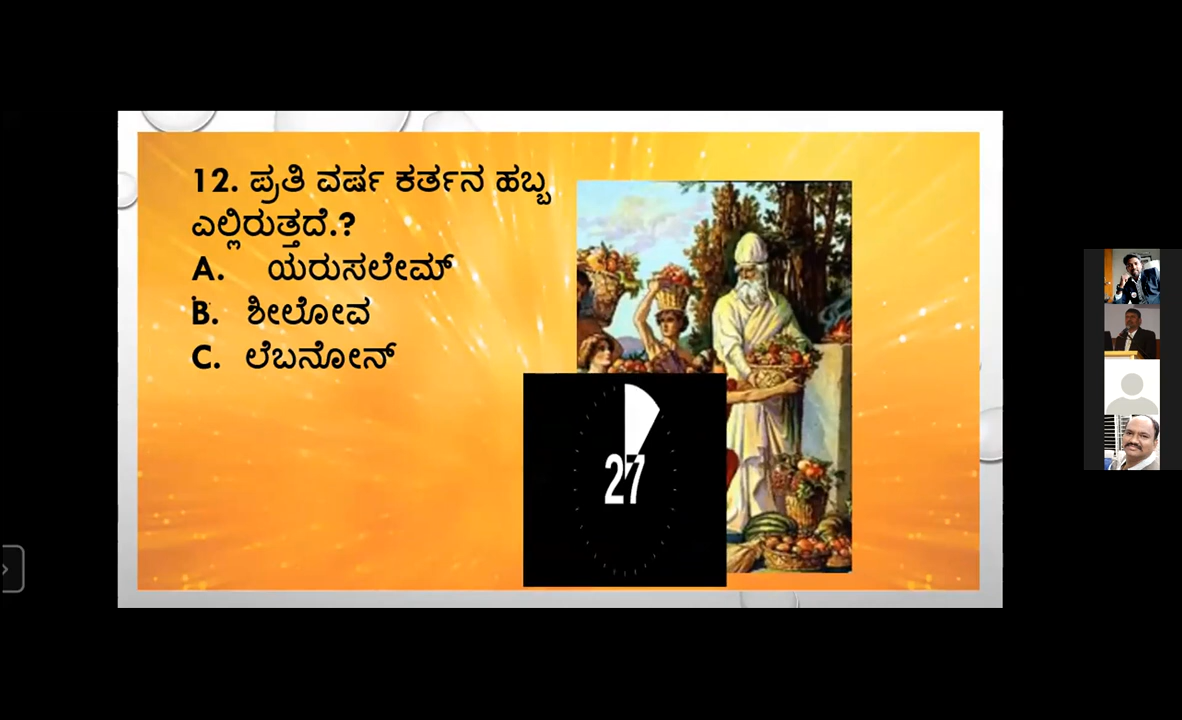 12. ಪ್ರತಿ ವರ್ಷ ಕರ್ತನ ಹಬ್ಬ
ಎಲ್ಲಿರುತ್ತದೆ.?
A. ಯರುಸಲೇಮ್
B. ಶೀಲೋವ
C. ಲೆಬನೋನ್
27